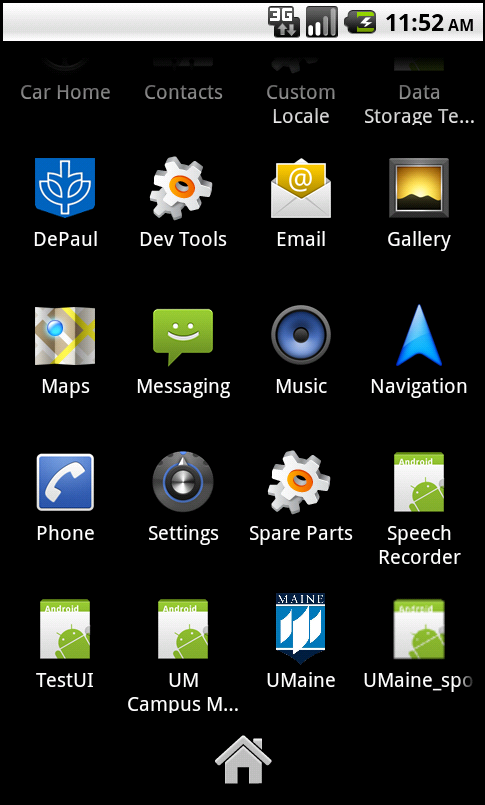 3G
11:52 AM
Car Home
Contacts
Custom
Locale
Data
Storage Te...
DePaul
Dev Tools
@
Email
Gallery
Maps
Messaging
Music
Navigation
Phone
Settings
Spare Parts
Android
Speech
Recorder
Android
TestUI
Android
UM
Campus M...
MAINE
UMaine
Android
UMaine_spo